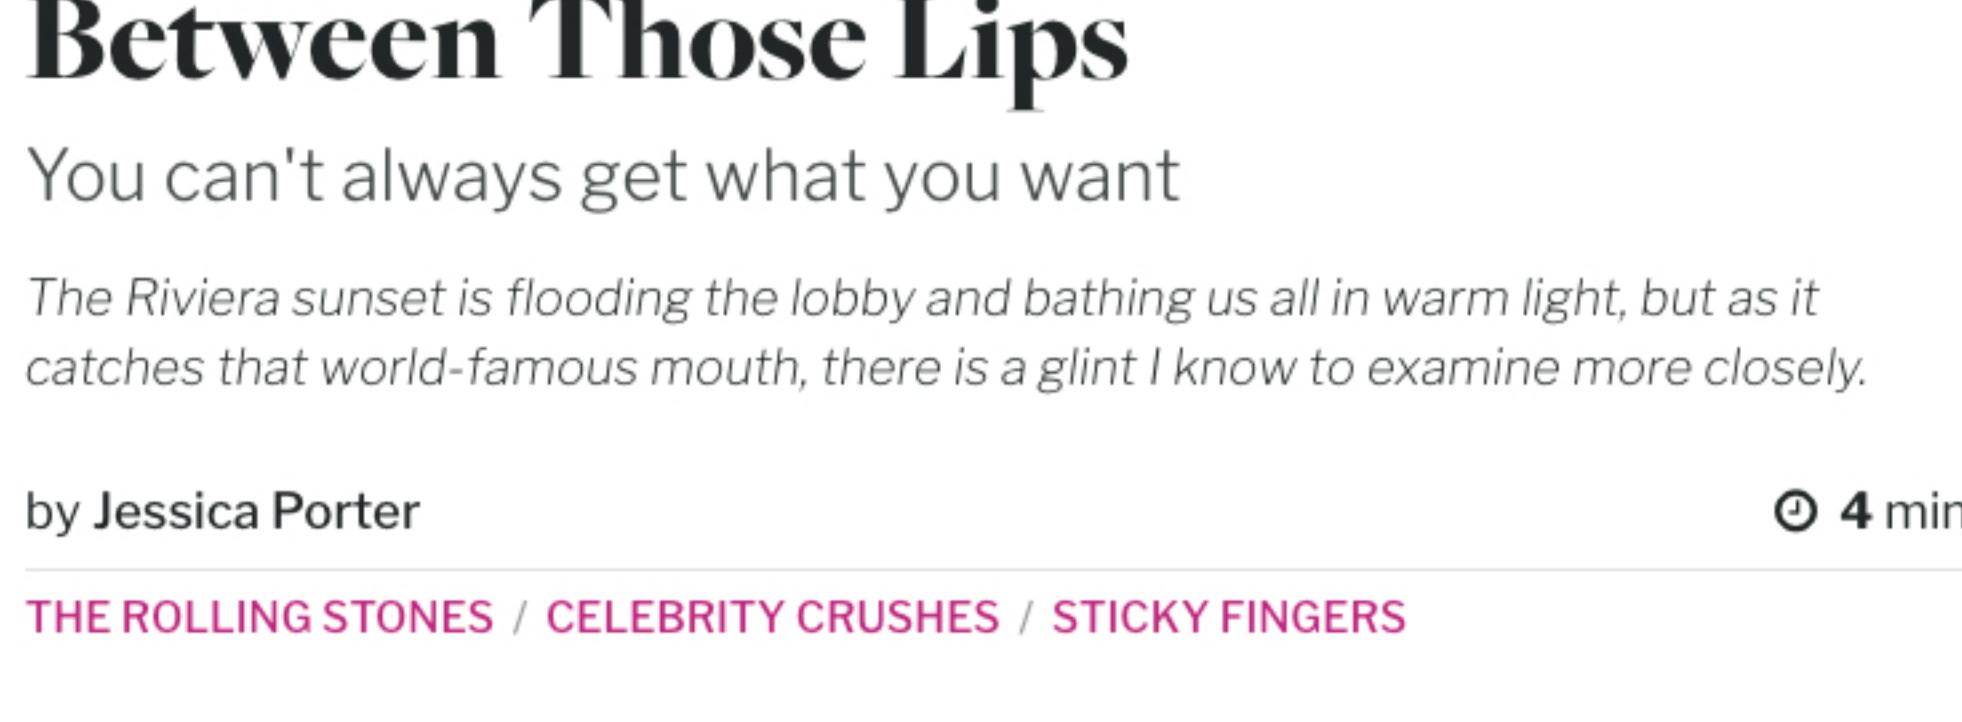 Between Those Lips
You can't always get what you want
The Riviera sunset is flooding the lobby and bathing us all in warm light, but as it
catches that world-famous mouth, there is a glint I know to examine more closely.
by Jessica Porter
4 min
THE ROLLING STONES / CELEBRITY CRUSHES / STICKY FINGERS